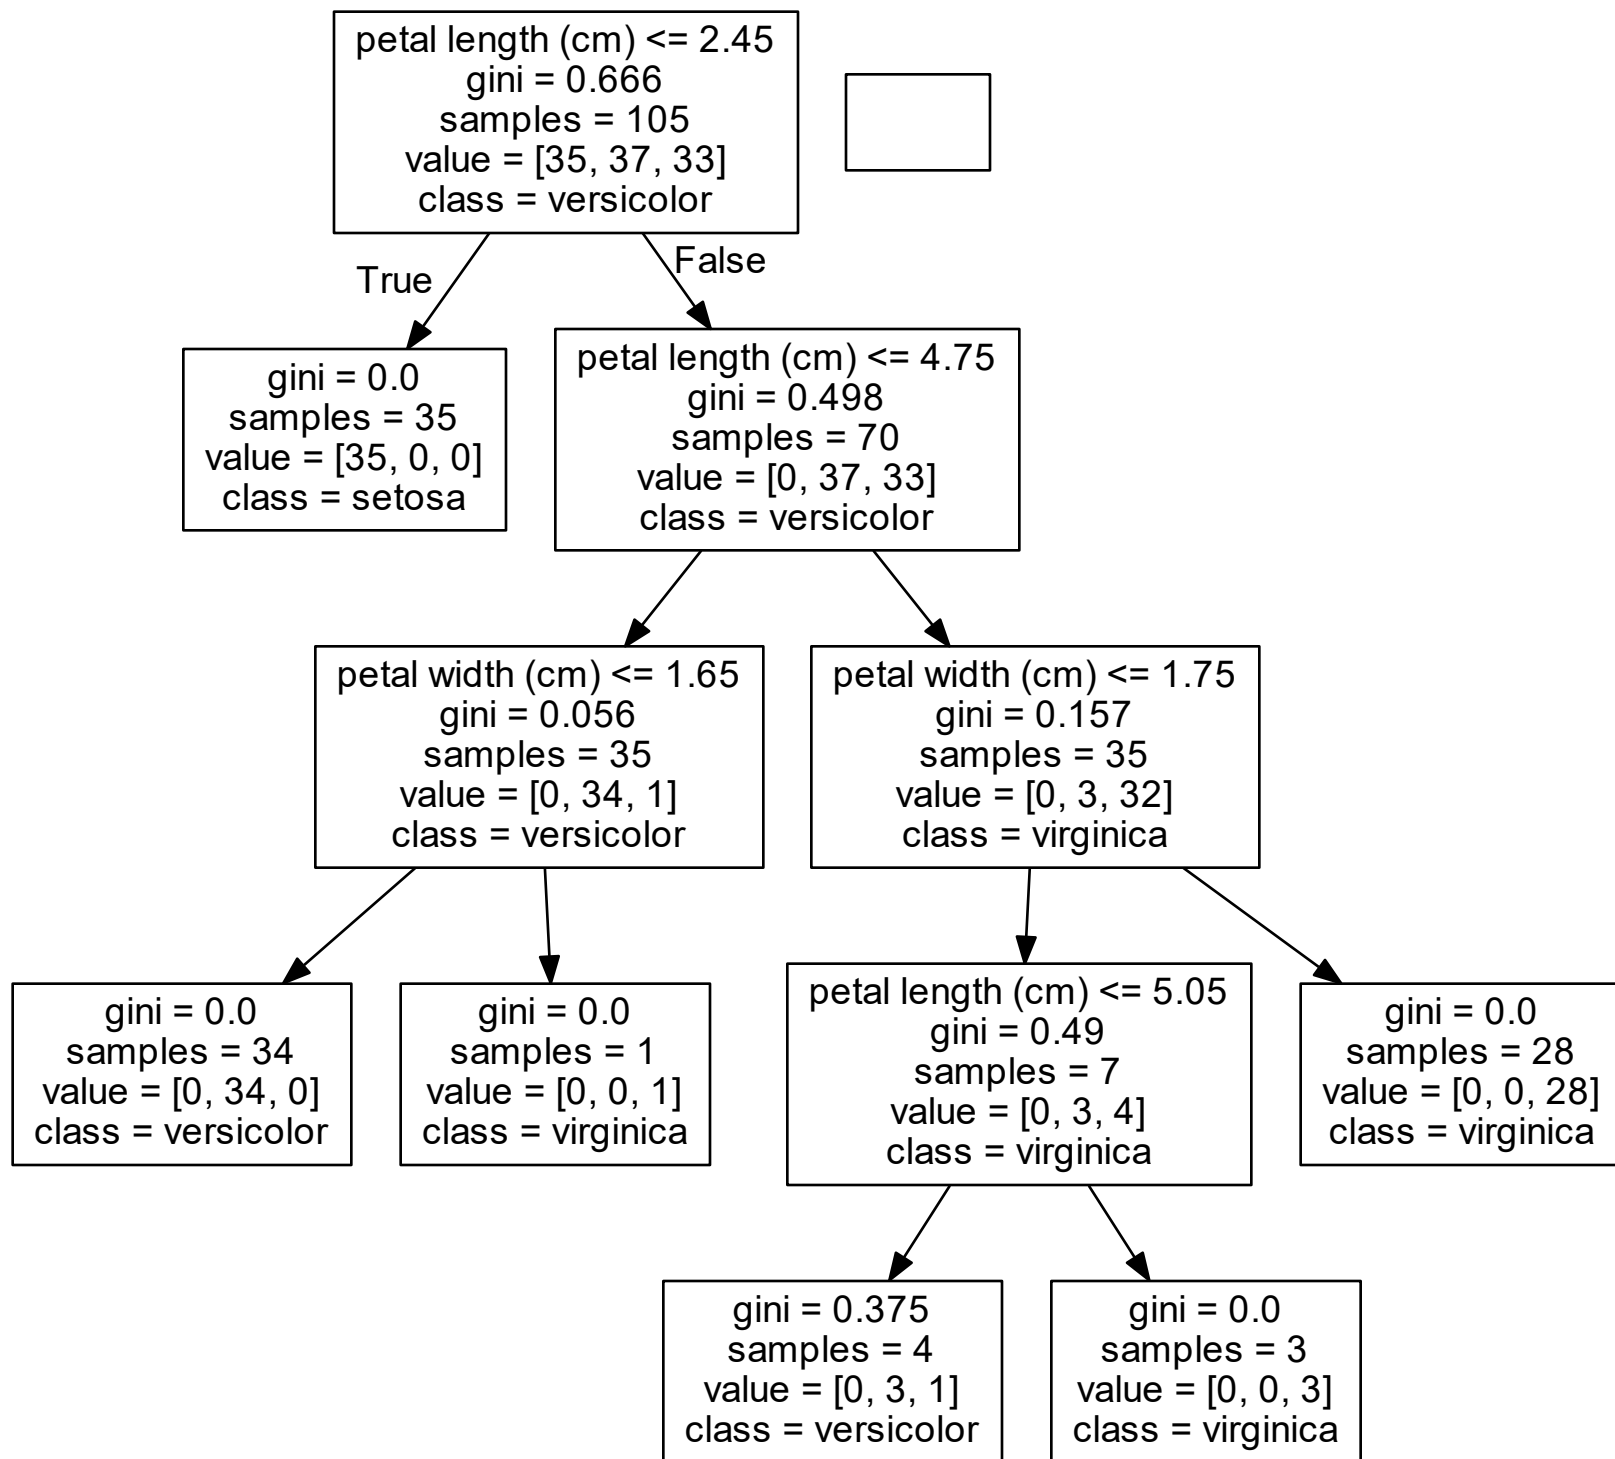 petal length (cm) <= 2.45
gini = 0.666
samples = 105
value = [35, 37, 33]
class = versicolor
True
False
gini = 0.0
samples = 35
value = [35, 0, 0]
class = setosa
petal length (cm) <= 4.75
gini = 0.498
samples = 70
value = [0, 37, 33]
class = versicolor
petal width (cm) <= 1.65
gini = 0.056
samples = 35
value = [0, 34, 1]
class = versicolor
petal width (cm) <= 1.75
gini = 0.157
samples = 35
value = [0, 3, 32]
class = virginica
gini = 0.0
samples = 34
value = [0, 34, 0]
class = versicolor
gini = 0.0
samples = 1
value = [0, 0, 1]
class = virginica
petal length (cm) <= 5.05
gini = 0.49
samples = 7
value = [0, 3, 4]
class = virginica
gini = 0.0
samples = 28
value = [0, 0, 28]
class = virginica
gini = 0.375
samples = 4
value = [0, 3, 1]
class = versicolor
gini = 0.0
samples = 3
value = [0, 0, 3]
class = virginica